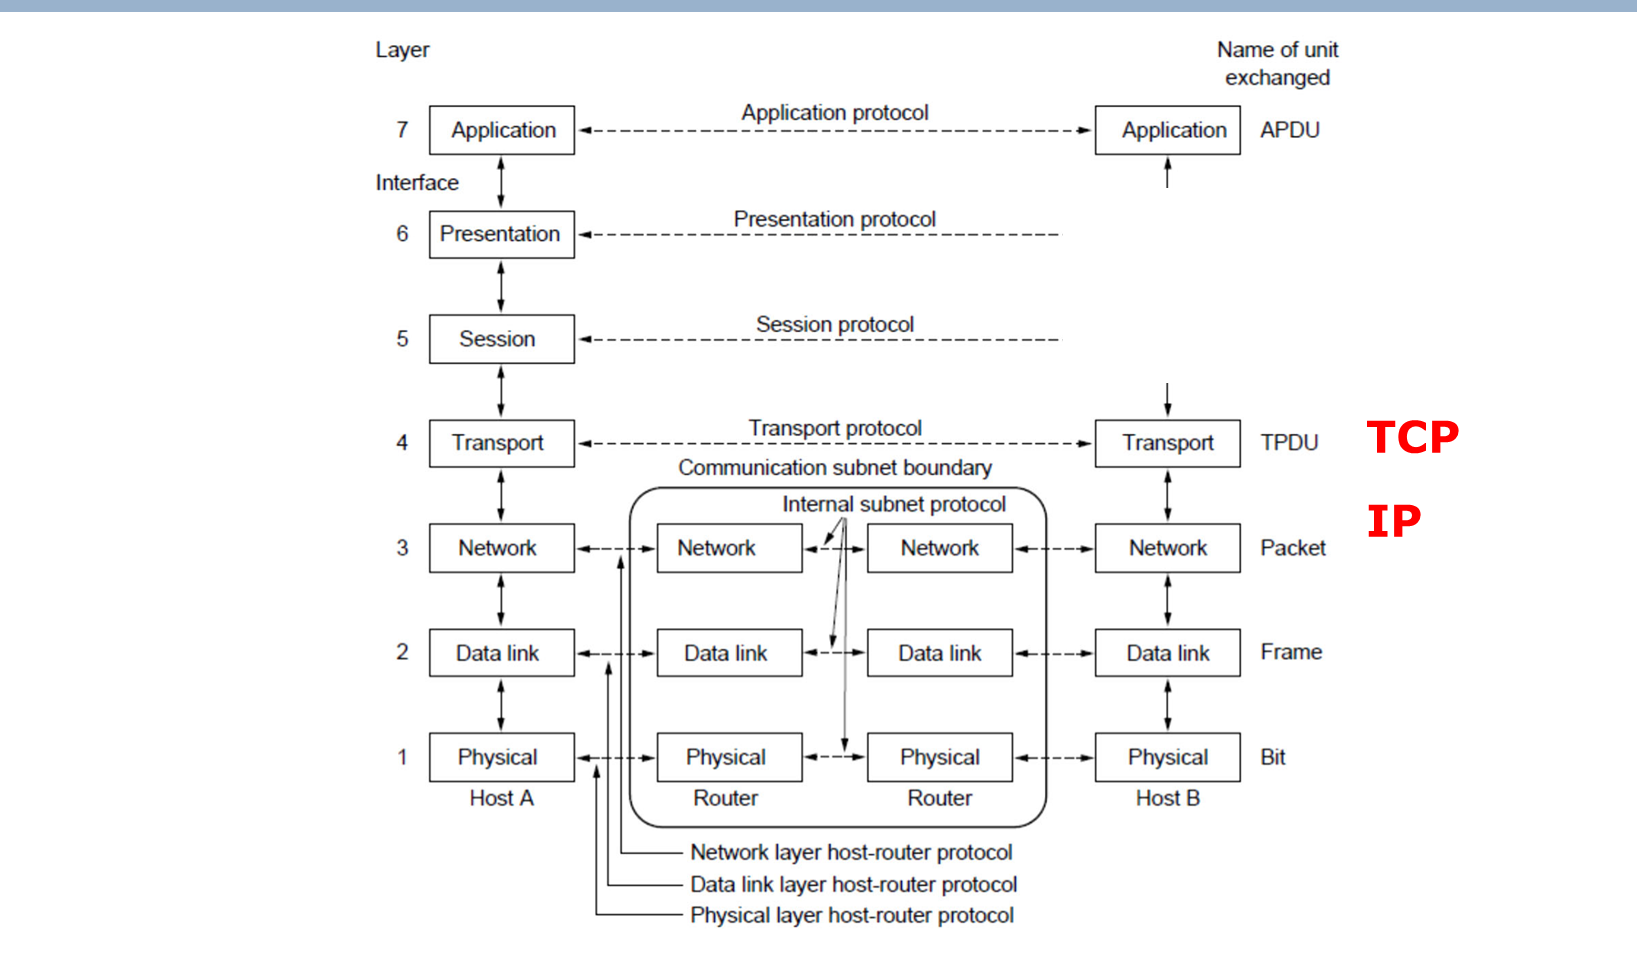 Layer
Name of unit
exchanged
7
Application
Application protocol
Application
APDU
Interface
6
Presentation
Presentation protocol
5
Session
Session protocol
4
Transport
Transport protocol
Transport
TPDU
TCP
Communication subnet boundary
Internal subnet protocol
IP
3
Network
Network
Network
Network
Packet
2
Data link
Data link
Data link
Data link
Frame
1
Physical
Physical
Physical
Physical
Bit
Host A
Router
Router
Host B
Network layer host-router protocol
Data link layer host-router protocol
Physical layer host-router protocol